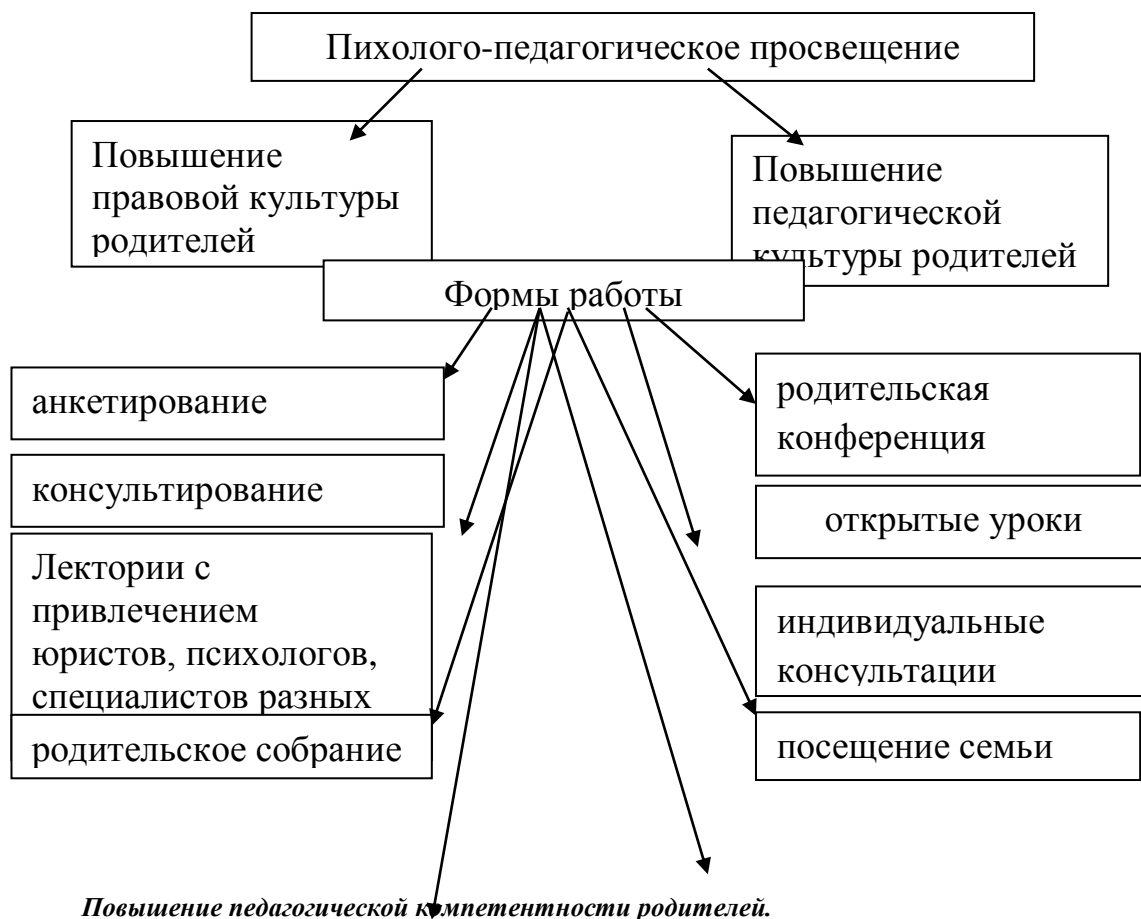 Пихолого-педагогическое просвещение
Повышение
правовой культуры
родителей
Повышение
педагогической
культуры родителей
Формы работы
анкетирование
консультирование
Лектории с
привлечением
юристов, психологов,
специалистов разных
родительское собрание
родительская
конференция
открытые уроки
индивидуальные
консультации
посещение семьи
Повышение педагогической компетентности родителей.